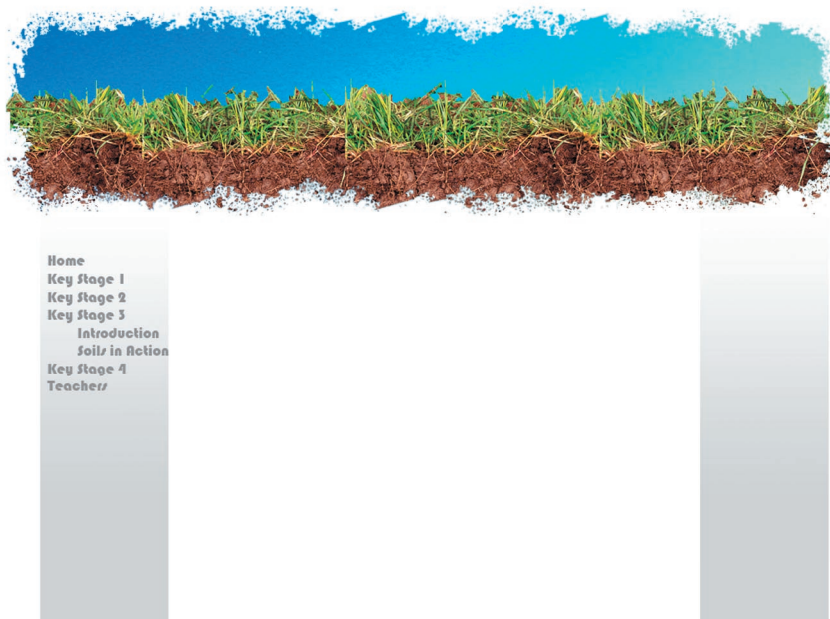 Home
Key Stage 1
Key Stage 2
Key Stage 3
Introduction
Soils in Action
Key Stage 4
Teachers